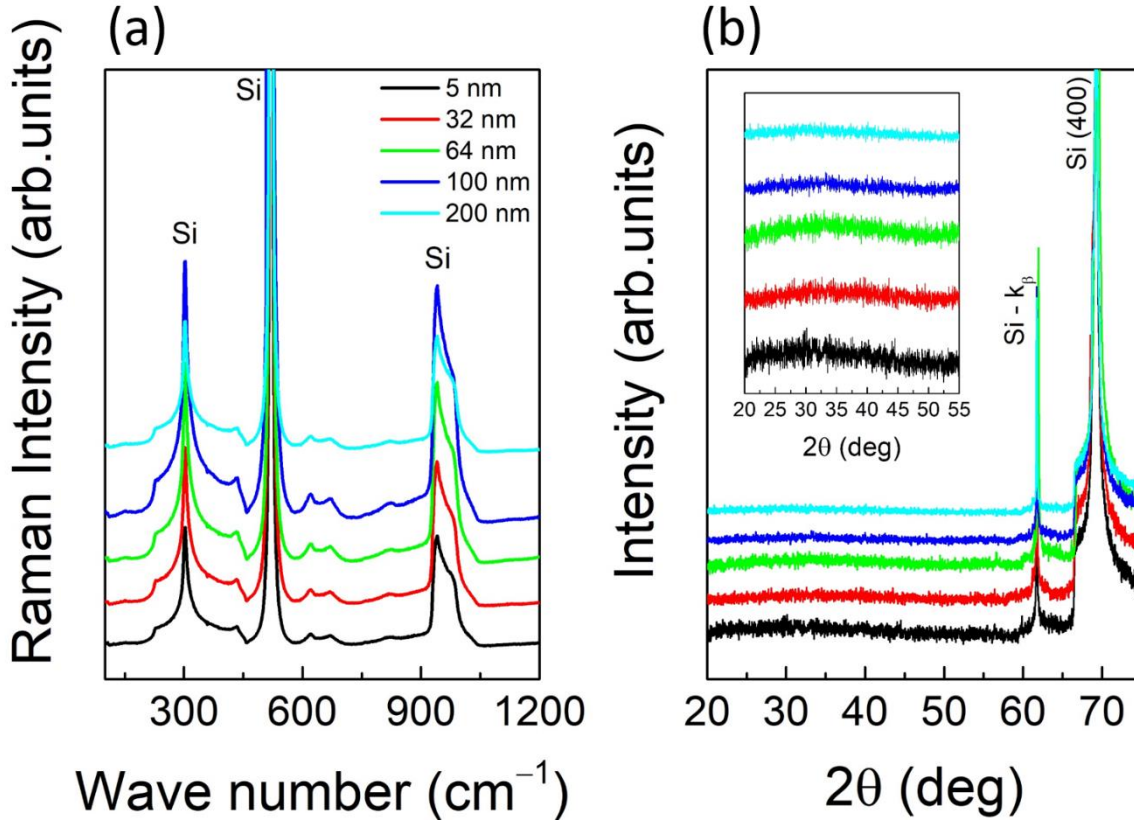 (a)
Raman Intensity (arb.units)
Si
Si
Si
5 nm
32 nm
64 nm
100 nm
200 nm
300 600 900 1200
Wave number (cm⁻¹)
(b)
Intensity (arb.units)
Si - kβ
Si (400)
20 25 30 35 40 45 50 55
2θ (deg)
20 30 40 50 60 70
2θ (deg)